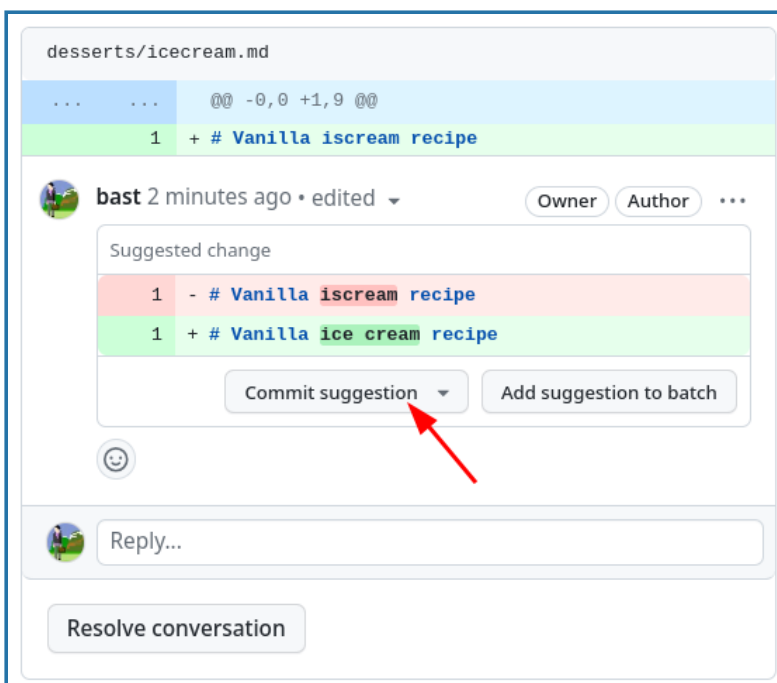 desserts/icecream.md
... ... @@ -0,0 +1,9 @@
1 + # Vanilla iscream recipe
bast 2 minutes ago • edited
Owner Author ...
Suggested change
1 - # Vanilla iscream recipe
1 + # Vanilla ice cream recipe
Commit suggestion Add suggestion to batch
Reply...
Resolve conversation